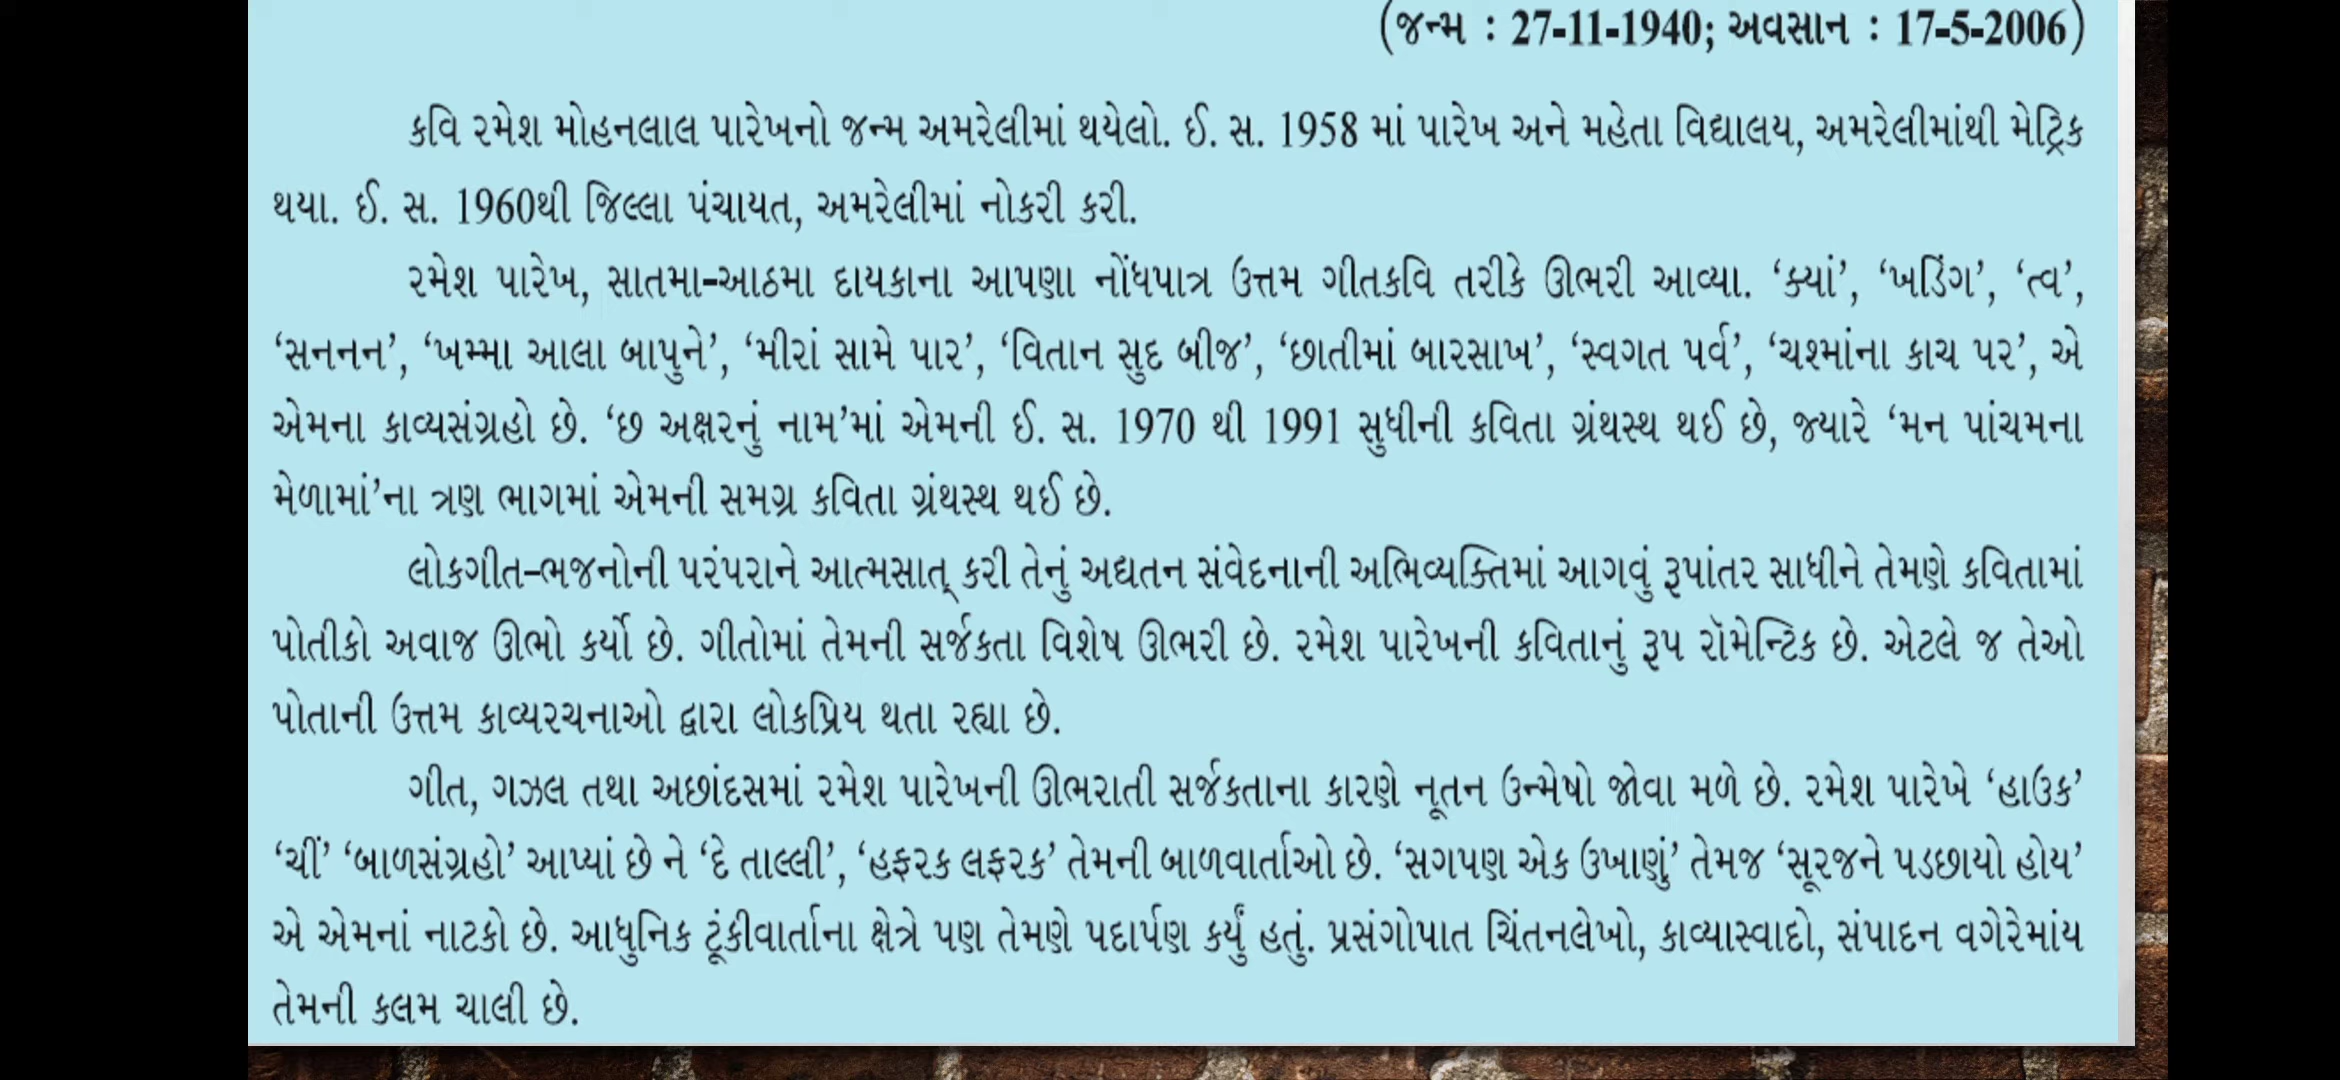 (જન્મ : 27-11-1940; અવસાન : 17-5-2006)
કવિ રમેશ મોહનલાલ પારેખનો જન્મ અમરેલીમાં થયેલો. ઈ. સ. 1958 માં પારેખ અને મહેતા વિદ્યાલય, અમરેલીમાંથી મેટ્રિક
થયા. ઈ. સ. 1960થી જિલ્લા પંચાયત, અમરેલીમાં નોકરી કરી.
રમેશ પારેખ, સાતમા-આઠમા દાયકાના આપણા નોંધપાત્ર ઉત્તમ ગીતકવિ તરીકે ઊભરી આવ્યા. ‘ક્યાં’, ‘ખડિંગ’, ‘ત્વ’,
‘સનનન’, ‘ખમ્મા આલા બાપુને’, ‘મીરાં સામે પાર’, ‘વિતાન સુદ બીજ’, ‘છાતીમાં બારસાખ’, ‘સ્વગત પર્વ’, ‘ચશ્માંના કાચ પર’, એ
એમના કાવ્યસંગ્રહો છે. ‘છ અક્ષરનું નામ’માં એમની ઈ. સ. 1970 થી 1991 સુધીની કવિતા ગ્રંથસ્થ થઈ છે, જ્યારે ‘મન પાંચમના
મેળામાં’ના ત્રણ ભાગમાં એમની સમગ્ર કવિતા ગ્રંથસ્થ થઈ છે.
લોકગીત-ભજનોની પરંપરાને આત્મસાત્ કરી તેનું અદ્યતન સંવેદનાની અભિવ્યક્તિમાં આગવું રૂપાંતર સાધીને તેમણે કવિતામાં
પોતીકો અવાજ ઊભો કર્યો છે. ગીતોમાં તેમની સર્જકતા વિશેષ ઊભરી છે. રમેશ પારેખની કવિતાનું રૂપ રૉમેન્ટિક છે. એટલે જ તેઓ
પોતાની ઉત્તમ કાવ્યરચનાઓ દ્વારા લોકપ્રિય થતા રહ્યા છે.
ગીત, ગઝલ તથા અછાંદસમાં રમેશ પારેખની ઊભરાતી સર્જકતાના કારણે નૂતન ઉન્મેષો જોવા મળે છે. રમેશ પારેખે ‘હાઉક’
‘ચીં’ ‘બાળસંગ્રહો’ આપ્યાં છે ને ‘દે તાલ્લી’, ‘હફરક લફરક’ તેમની બાળવાર્તાઓ છે. ‘સગપણ એક ઉખાણું’ તેમજ ‘સૂરજને પડછાયો હોય’
એ એમનાં નાટકો છે. આધુનિક ટૂંકીવાર્તાના ક્ષેત્રે પણ તેમણે પદાર્પણ કર્યું હતું. પ્રસંગોપાત ચિંતનલેખો, કાવ્યાસ્વાદો, સંપાદન વગેરેમાંય
તેમની કલમ ચાલી છે.